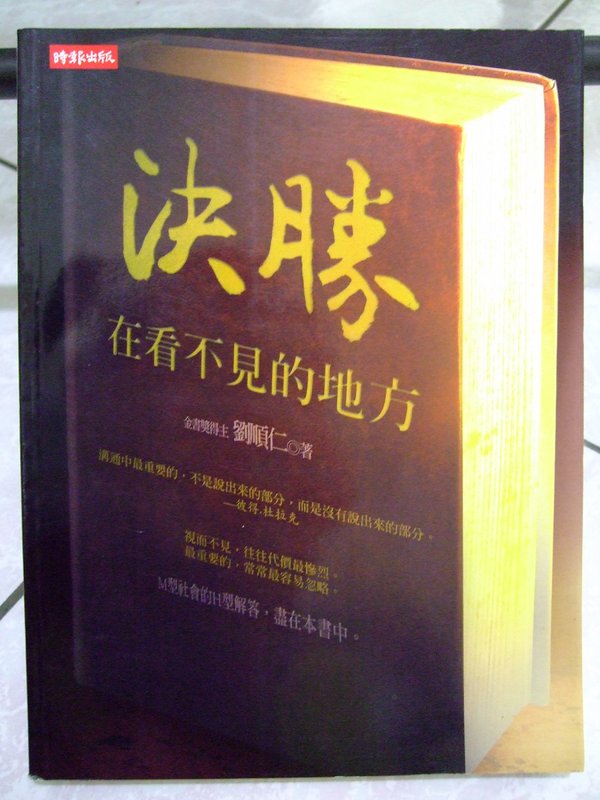 時報出版
決勝
在看不見的地方
金書獎得主 劉順仁◎著
溝通中最重要的，不是說出來的部分，而是沒有說出來的部分。
—彼得.杜拉克
視而不見，往往代價最慘烈。
最重要的，常常最容易忽略。
M型社會的H型解答，盡在本書中。